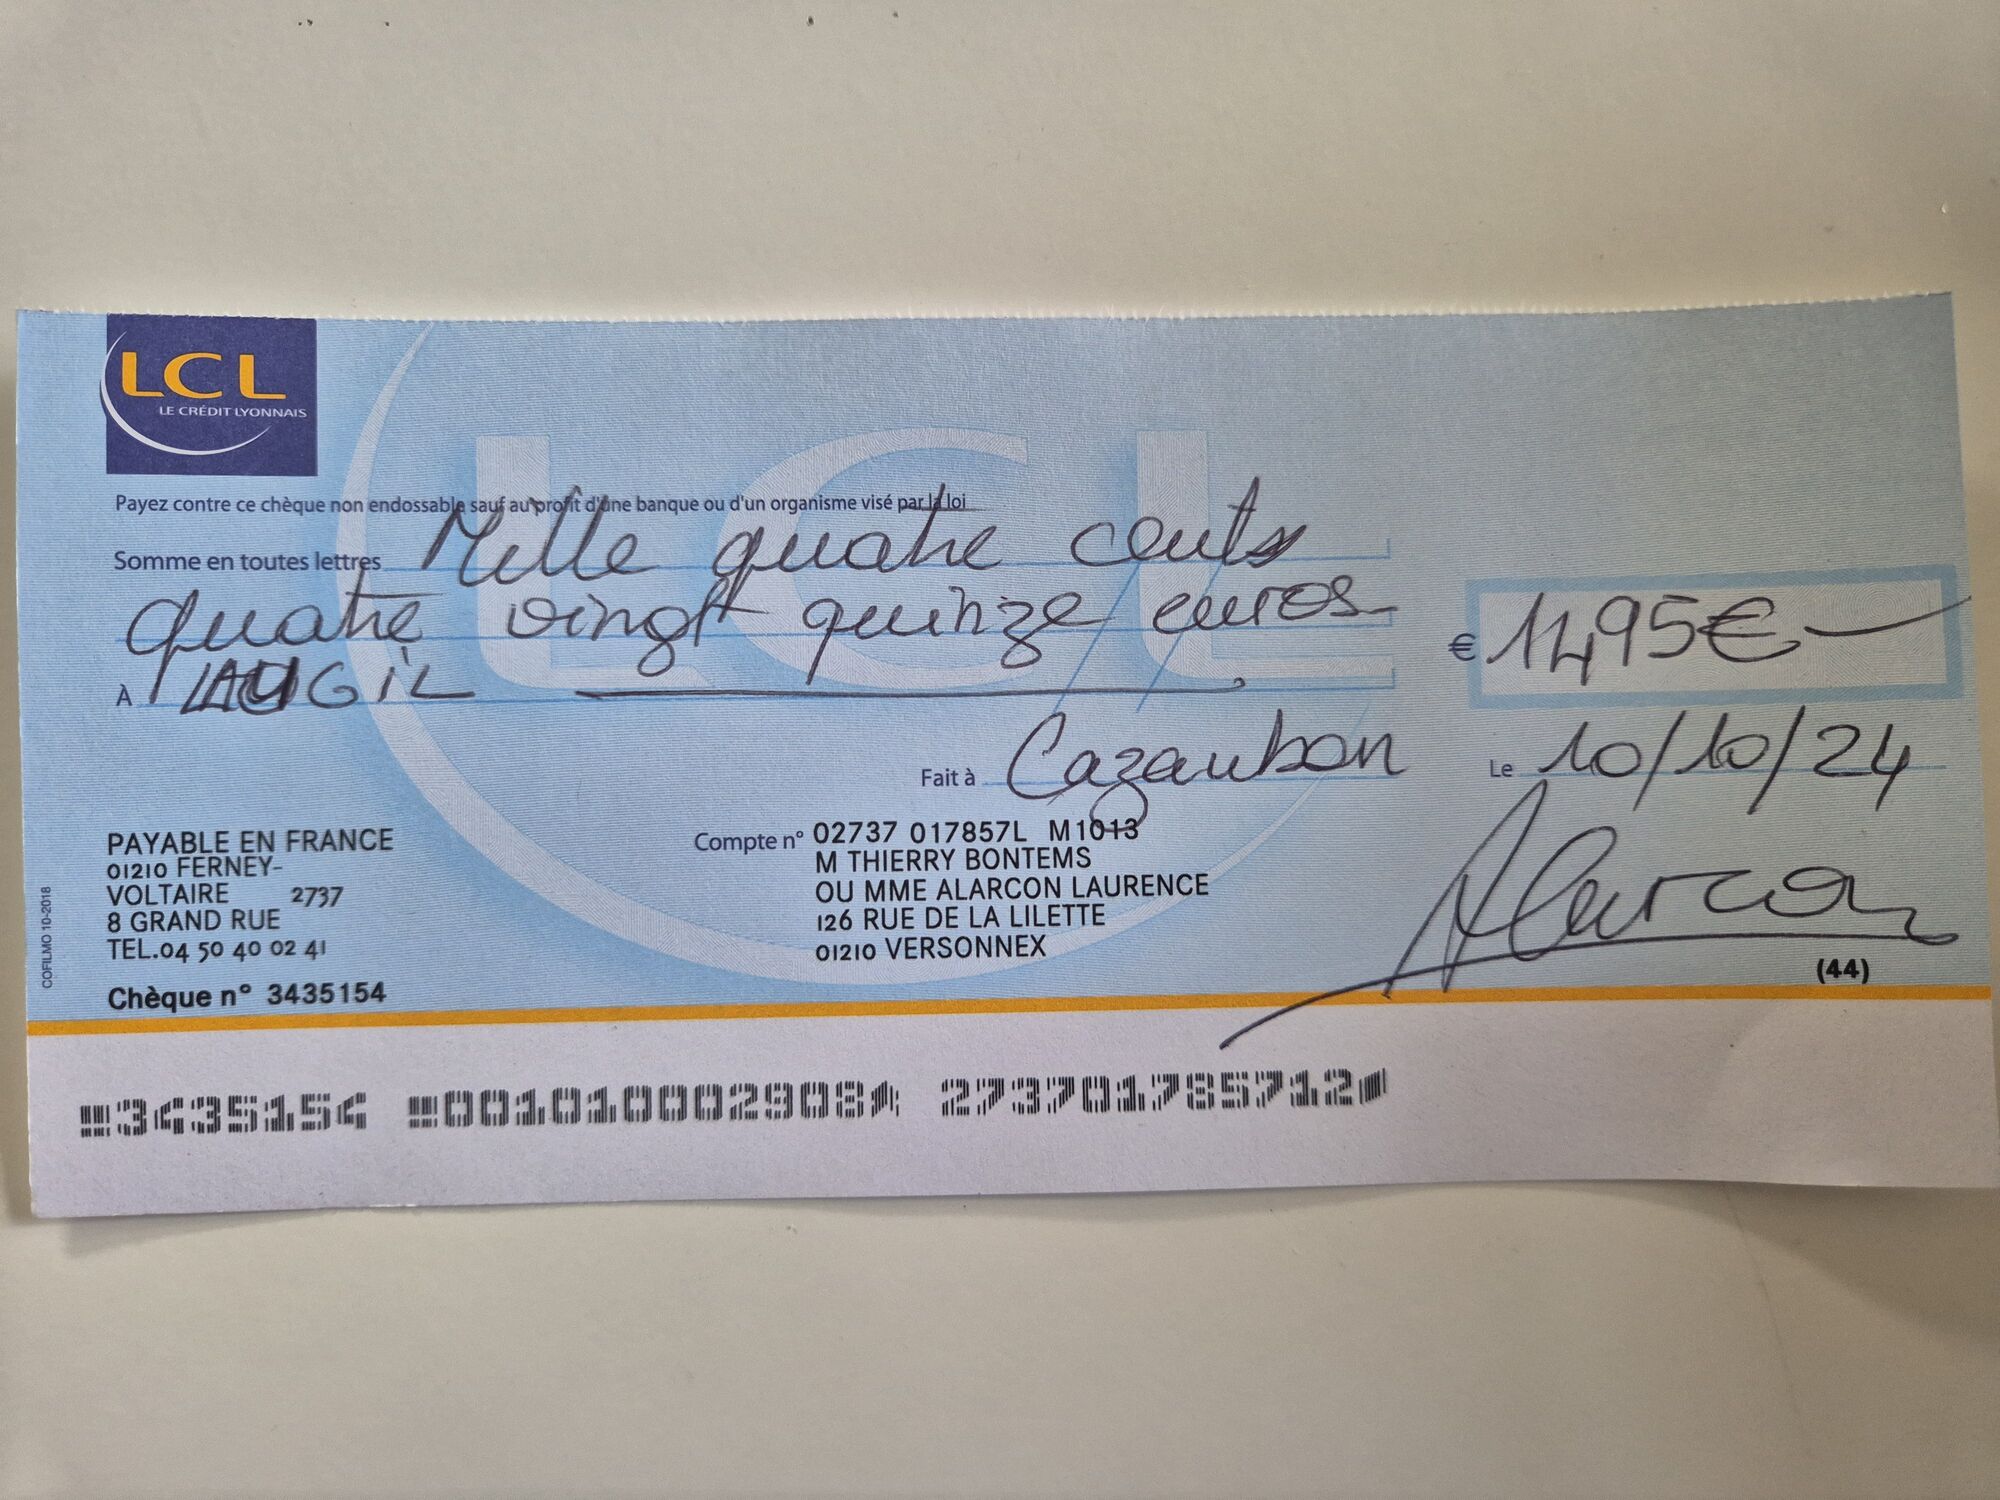 LCL
LE CRÉDIT LYONNAIS
Payez contre ce chèque non endossable sauf au profit d'une banque ou d'un organisme visé par la loi
Somme en toutes lettres Mille quatre cents
quatre vingt quinze euros
€ 1495€
À
Fait à Cazaubon Le 10/10/24
PAYABLE EN FRANCE
01210 FERNEY-
VOLTAIRE 2737
8 GRAND RUE
TEL.04 50 40 02 41
Chèque n° 3435154
Compte n° 02737 017857L M1013
M THIERRY BONTEMS
OU MME ALARCON LAURENCE
126 RUE DE LA LILETTE
01210 VERSONNEX
Alarcon
(44)
COFILMO 10-2018
3435154 001010002908 273701785712